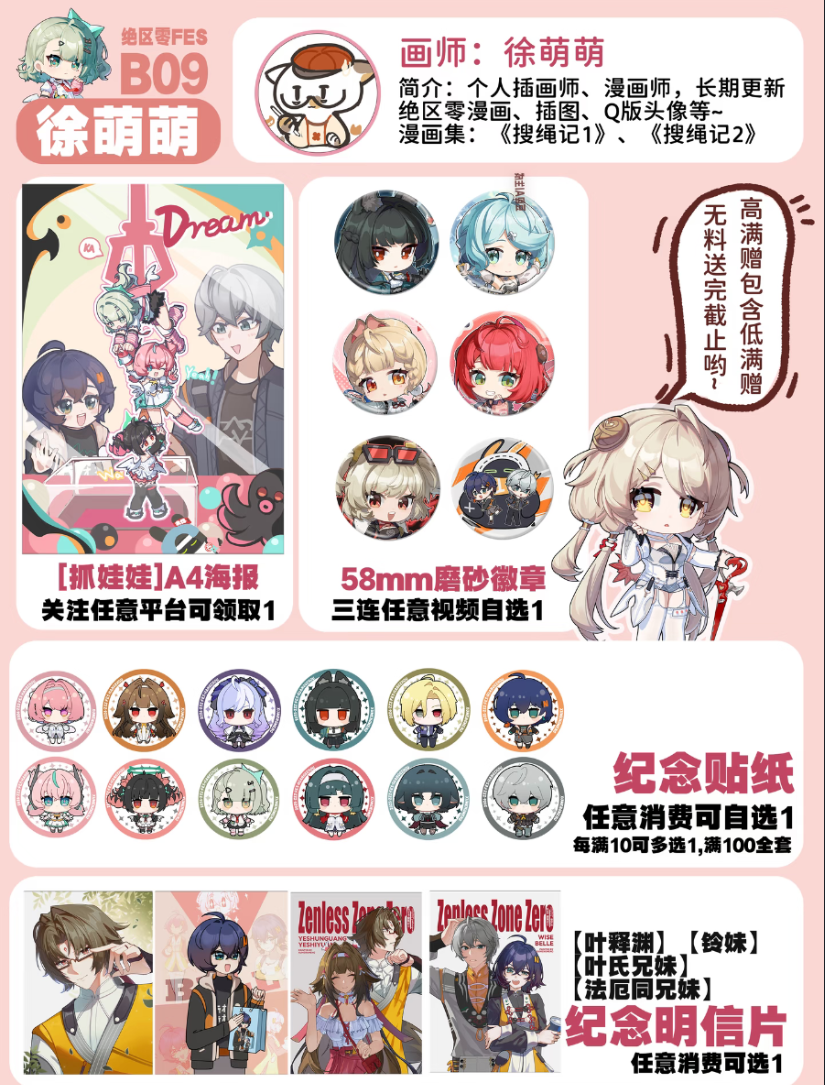 绝区零FES
B09
徐萌萌
画师：徐萌萌
简介：个人插画师、漫画师，长期更新
绝区零漫画、插图、Q版头像等~
漫画集：《搜绳记1》、《搜绳记2》
Dream.
KA
Yeah!
[抓娃娃]A4海报
关注任意平台可领取1
58mm磨砂徽章
三连任意视频自选1
高满赠包含低满赠
无料送完截止哟~
纪念贴纸
任意消费可自选1
每满10可多选1,满100全套
Zenless Zone Zero
YESHUNGUANG
YESHIYUAN
Zenless Zone Zero
WISE
BELLE
【叶释渊】 【铃妹】
【叶氏兄妹】
【法厄同兄妹】
纪念明信片
任意消费可选1